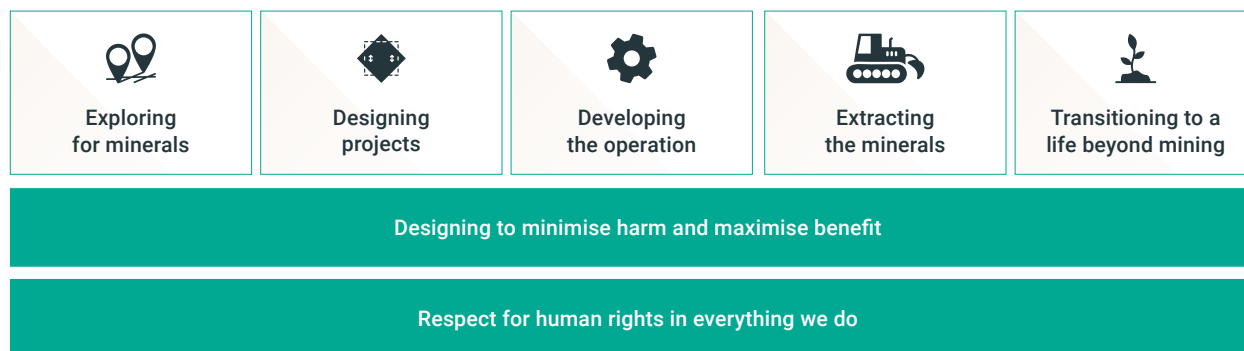 Exploring
for minerals
Designing
projects
Developing
the operation
Extracting
the minerals
Transitioning to a
life beyond mining
Designing to minimise harm and maximise benefit
Respect for human rights in everything we do